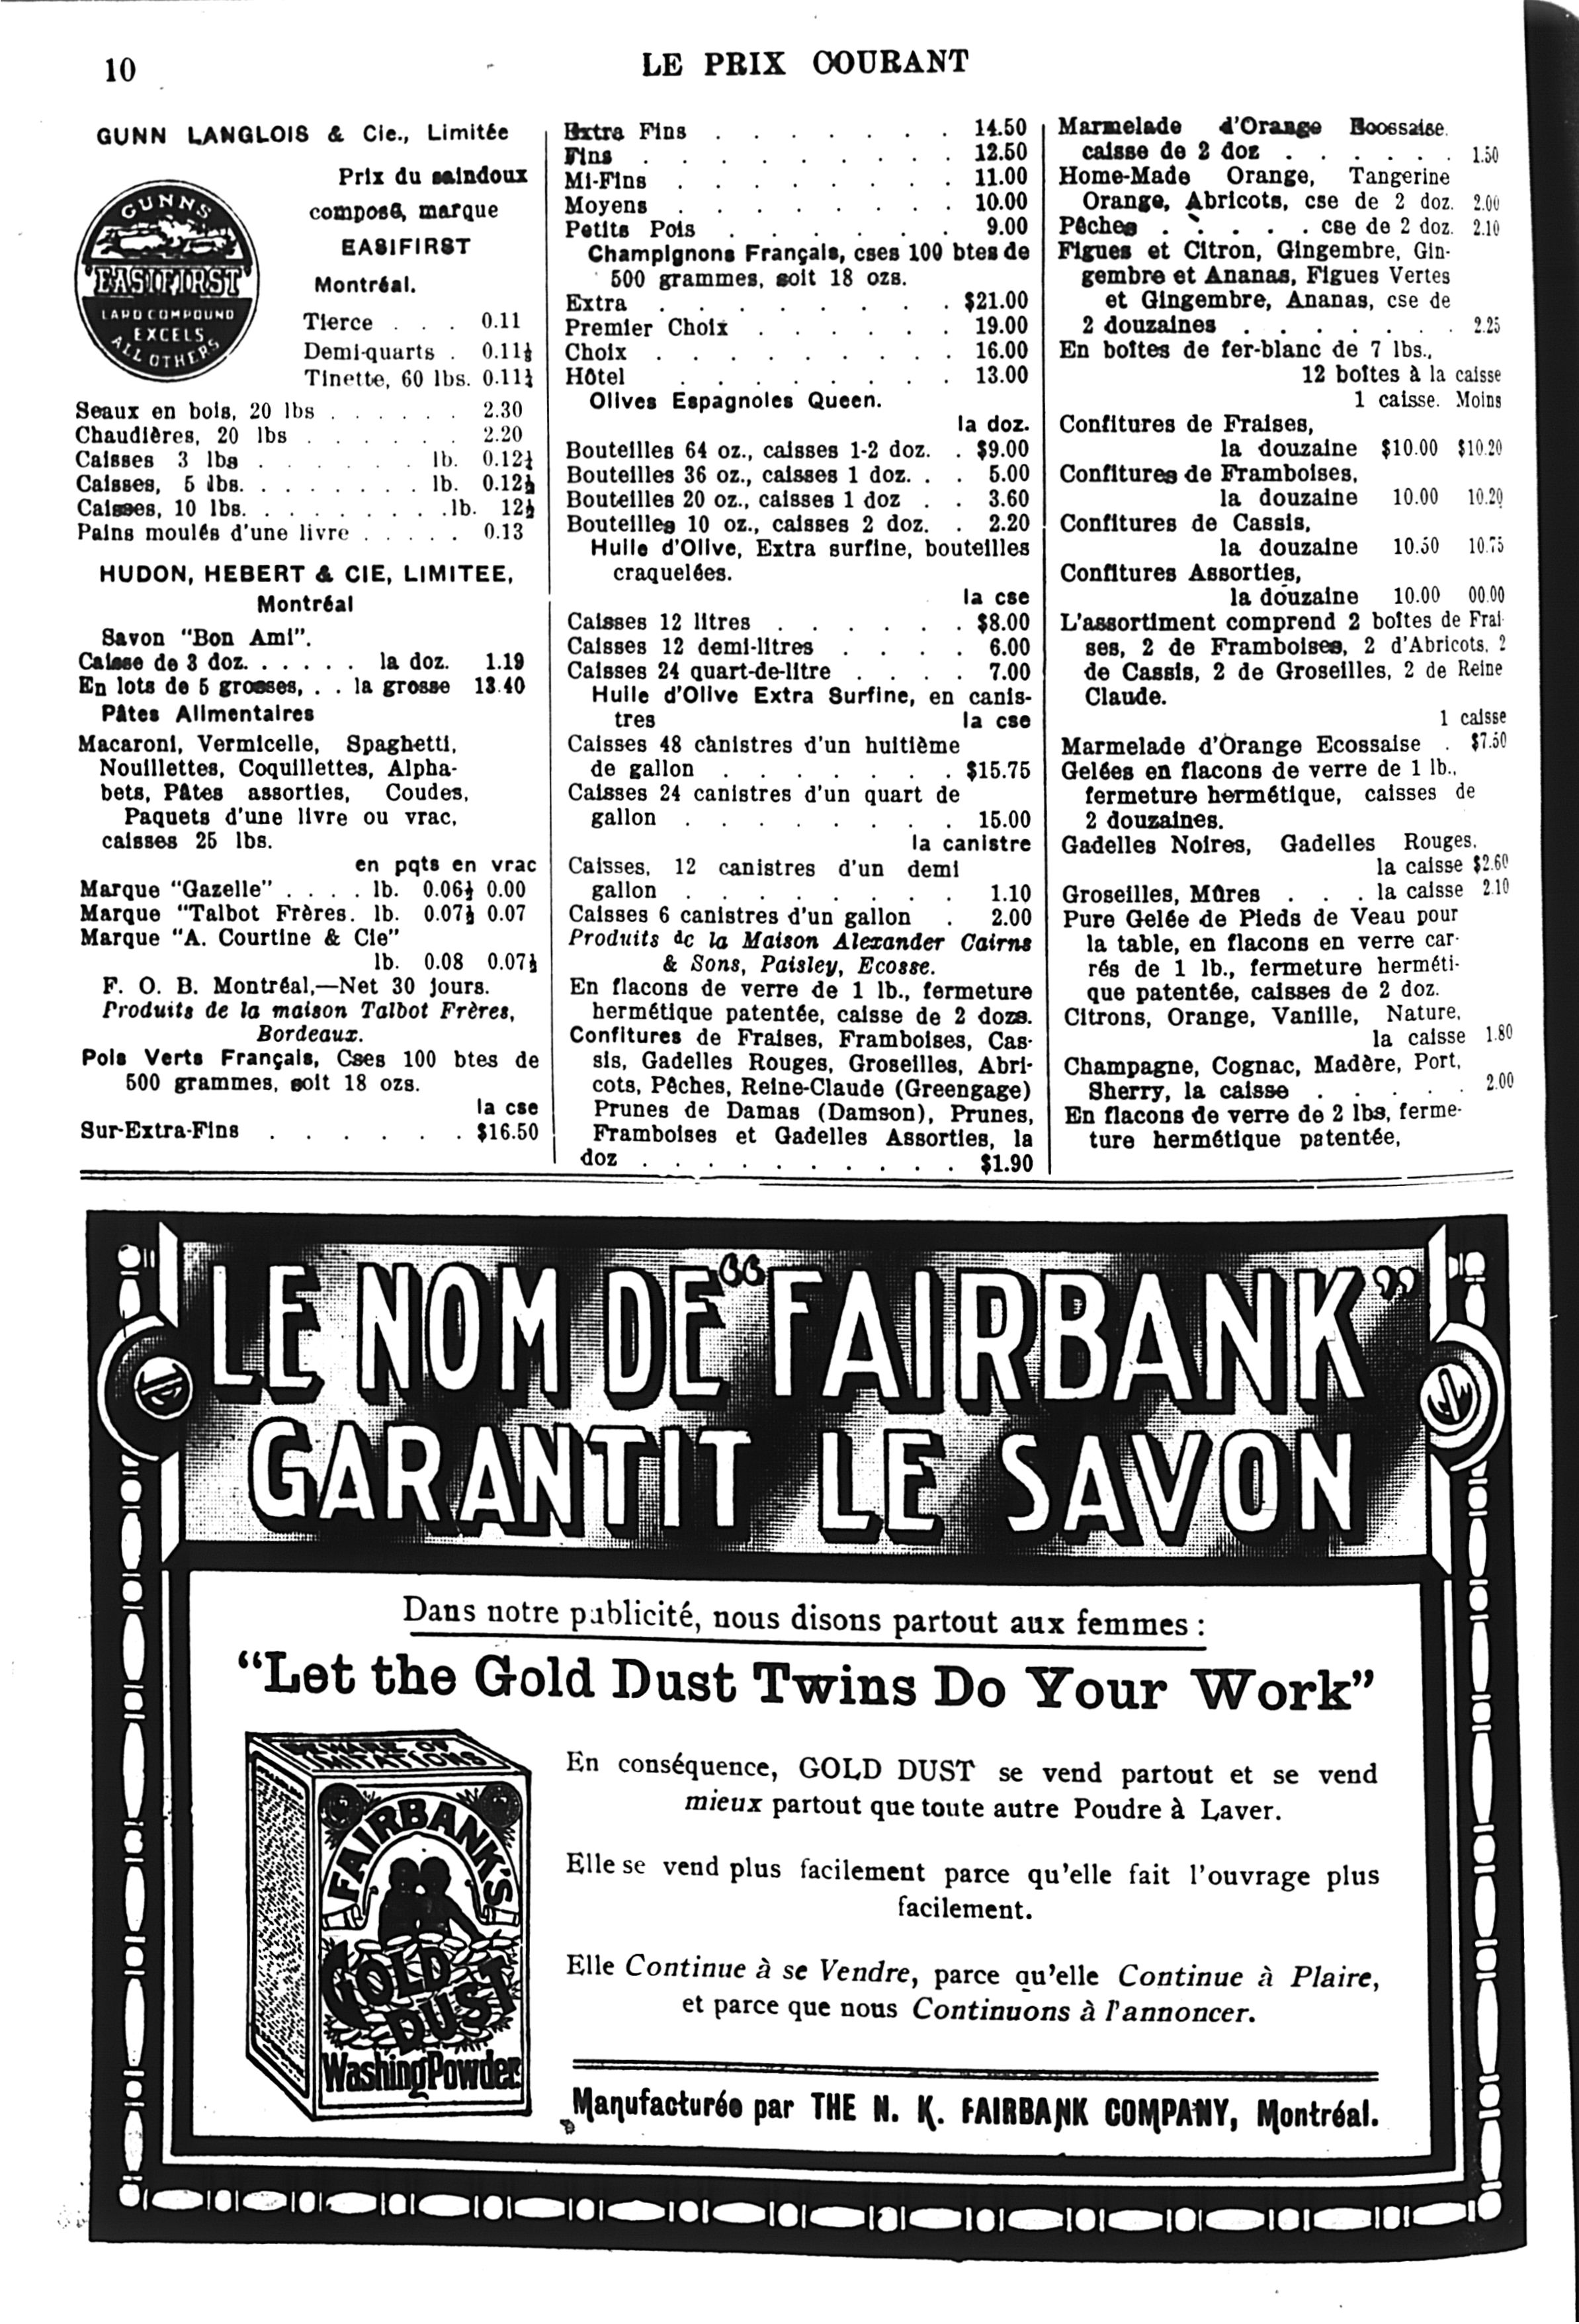 10
LE PRIX COURANT
GUNN LANGLOIS & Cie., Limitée
GUNNS
"EASIFIRST"
LARD COMPOUND
EXCELS
ALL OTHERS
Prix du saindoux
composé, marque
EASIFIRST
Montréal.
Tierce . . . 0.11
Demi-quarts . 0.11¼
Tinette, 60 lbs. 0.11½
Seaux en bois, 20 lbs . . . . . . 2.30
Chaudières, 20 lbs . . . . . . 2.20
Caisses 3 lbs . . . . . . . lb.
Caisses, 5 lbs. . . . . . . . lb.
Caisses, 10 lbs. . . . . . . . . .lb.
Pains moulés d'une livre . . . . . 0.13
HUDON, HEBERT & CIE, LIMITEE,
Montréal
Savon "Bon Ami".
Caisse de 3 doz. . . . . . la doz. 1.19
En lots de 5 grosses, . . la grosse 13.40
Pâtes Alimentaires
Macaroni, Vermicelle, Spaghetti,
Nouillettes, Coquillettes, Alpha-
bets, Pâtes assorties, Coudes,
Paquets d'une livre ou vrac,
caisses 25 lbs.
en pqts en vrac
Marque "Gazelle" . . . . lb. 0.06½ 0.00
Marque "Talbot Frères. lb. 0.07½ 0.07
Marque "A. Courtine & Cie"
lb. 0.08 0.07½
F. O. B. Montréal,—Net 30 jours.
Produits de la maison Talbot Frères,
Bordeaux.
Pois Verts Français, Cses 100 btes de
500 grammes, soit 18 ozs.
la cse
Sur-Extra-Fins . . . . . . $16.50
Extra Fins . . . . . . . 14.50
Fins . . . . . . . . . 12.50
Mi-Fins . . . . . . . . 11.00
Moyens . . . . . . . . 10.00
Petits Pois . . . . . . 9.00
Champignons Français, cses 100 btes de
500 grammes, soit 18 ozs.
Extra . . . . . . . . $21.00
Premier Choix . . . . . . 19.00
Choix . . . . . . . . . 16.00
Hôtel . . . . . . . . 13.00
Olives Espagnoles Queen.
la doz.
Bouteilles 64 oz., caisses 1-2 doz. . $9.00
Bouteilles 36 oz., caisses 1 doz. . . 5.00
Bouteilles 20 oz., caisses 1 doz . . 3.60
Bouteilles 10 oz., caisses 2 doz. . 2.20
Huile d'Olive, Extra surfine, bouteilles
craquelées.
la cse
Caisses 12 litres . . . . . . $8.00
Caisses 12 demi-litres . . . . 6.00
Caisses 24 quart-de-litre . . . . 7.00
Huile d'Olive Extra Surfine, en canis-
tres la cse
Caisses 48 chnistres d'un huitième
de gallon . . . . . . . $15.75
Caisses 24 canistres d'un quart de
gallon . . . . . . . . 15.00
la canistre
Caisses, 12 canistres d'un demi
gallon . . . . . . . . 1.10
Caisses 6 canistres d'un gallon . 2.00
Produits de la Maison Alexander Cairns
& Sons, Paisley, Ecosse.
En flacons de verre de 1 lb., fermeture
hermétique patentée, caisse de 2 dozs.
Confitures de Fraises, Framboises, Cas-
sis, Gadelles Rouges, Groseilles, Abri-
cots, Pêches, Reine-Claude (Greengage)
Prunes de Damas (Damson), Prunes,
Framboises et Gadelles Assorties, la
doz . . . . . . . . . $1.90
Marmelade d'Orange Ecossaise.
caisse de 2 doz . . . . . . 1.50
Home-Made Orange, Tangerine
Orange, Abricots, cse de 2 doz. 2.00
Pêches . . . . . cse de 2 doz. 2.10
Figues et Citron, Gingembre, Gin-
gembre et Ananas, Figues Vertes
et Gingembre, Ananas, cse de
2 douzaines . . . . . . . 2.25
En boîtes de fer-blanc de 7 lbs.,
12 boîtes à la caisse
1 caisse. Moins
Confitures de Fraises,
la douzaine $10.00 $10.20
Confitures de Framboises,
la douzaine 10.00 10.20
Confitures de Cassis,
la douzaine 10.50 10.75
Confitures Assorties,
la douzaine 10.00 00.00
L'assortiment comprend 2 boîtes de Frai-
ses, 2 de Framboises, 2 d'Abricots, 2
de Cassis, 2 de Groseilles, 2 de Reine
Claude.
1 caisse
Marmelade d'Orange Ecossaise . $7.50
Gelées en flacons de verre de 1 lb.,
fermeture hermétique, caisses de
2 douzaines.
Gadelles Noires, Gadelles Rouges,
la caisse $2.60
Groseilles, Mûres . . . la caisse 2.10
Pure Gelée de Pieds de Veau pour
la table, en flacons en verre car-
rés de 1 lb., fermeture herméti-
que patentée, caisses de 2 doz.
Citrons, Orange, Vanille, Nature,
la caisse 1.80
Champagne, Cognac, Madère, Port,
Sherry, la caisse . . . . 2.00
En flacons de verre de 2 lbs, ferme-
ture hermétique patentée,
LE NOM DE "FAIRBANK"
GARANTIT LE SAVON
Dans notre publicité, nous disons partout aux femmes :
"Let the Gold Dust Twins Do Your Work"
BEWARE OF
IMITATIONS
FAIRBANK'S
GOLD
DUST
Washing Powder
En conséquence, GOLD DUST se vend partout et se vend
mieux partout que toute autre Poudre à Laver.
Elle se vend plus facilement parce qu'elle fait l'ouvrage plus
facilement.
Elle Continue à se Vendre, parce qu'elle Continue à Plaire,
et parce que nous Continuons à l'annoncer.
Manufacturée par THE N. K. FAIRBANK COMPANY, Montréal.